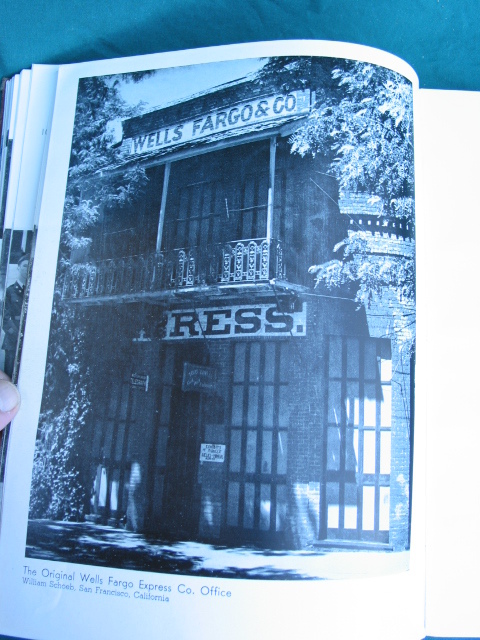 WELLS FARGO & CO.
RESS.
The Original Wells Fargo Express Co. Office
William Schoeb, San Francisco, California